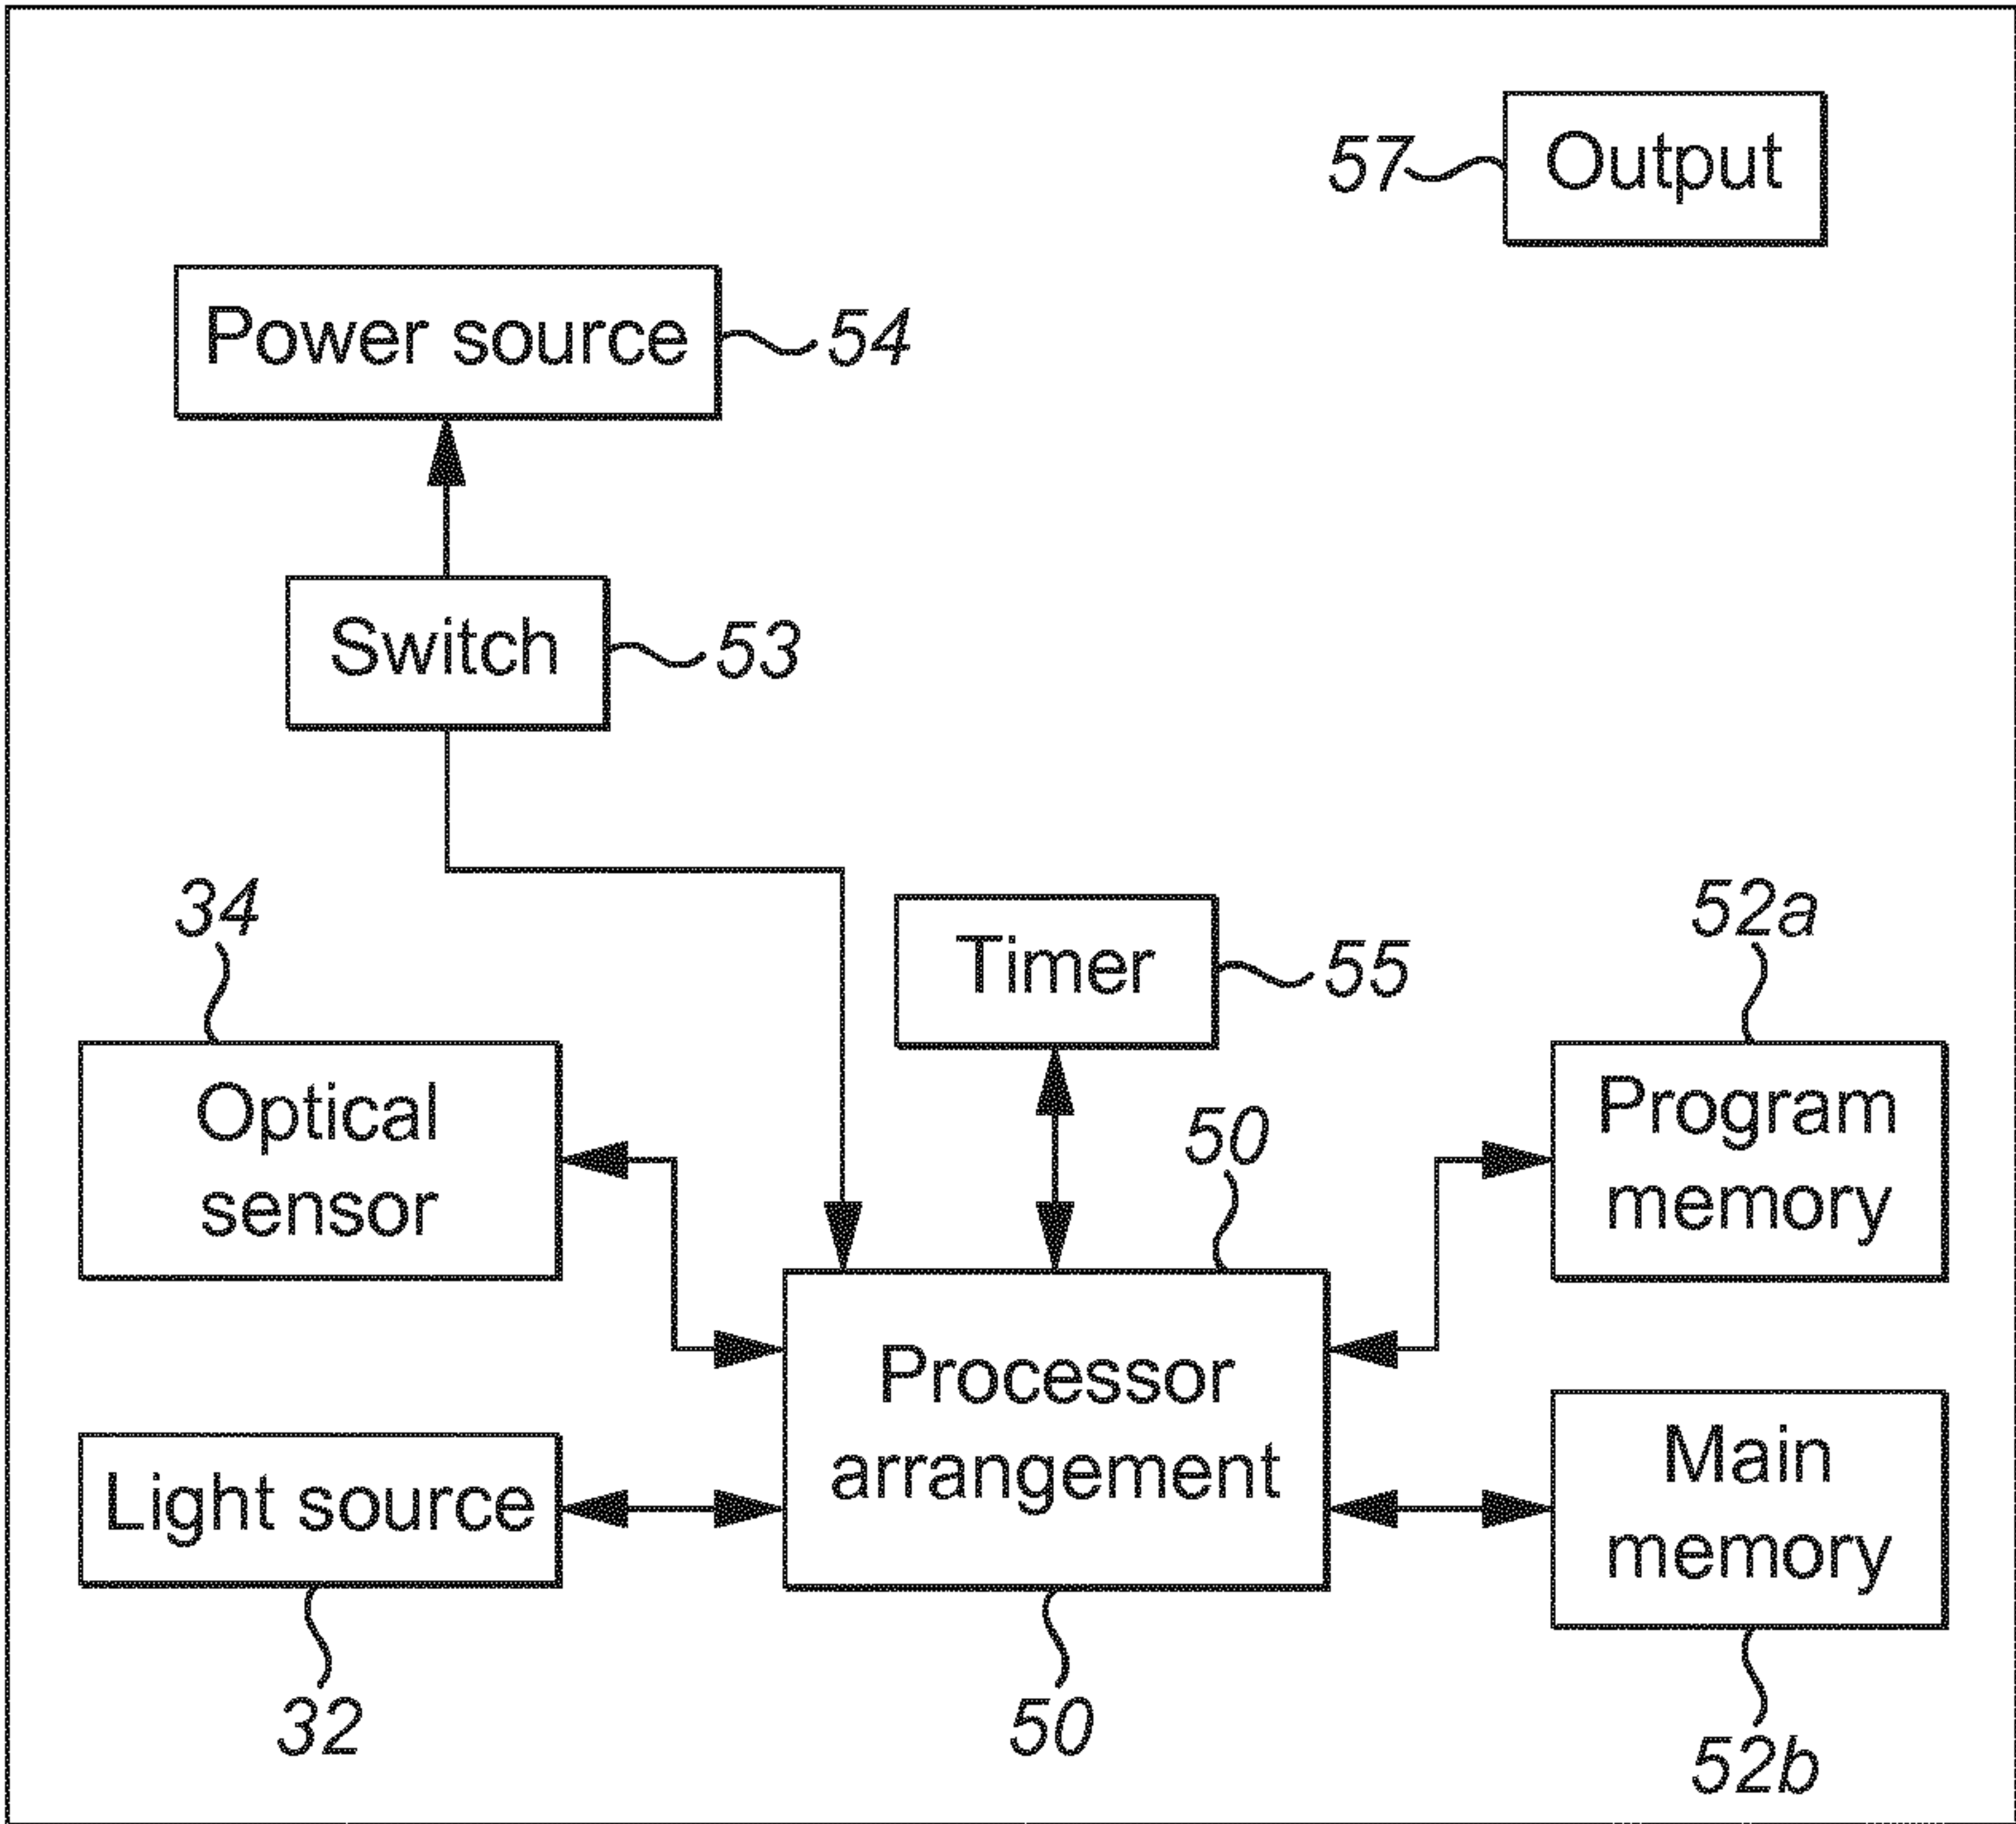 57
Output
Power source
54
Switch
53
34
Timer
55
52a
Optical
sensor
50
Program
memory
Processor
arrangement
Light source
Main
memory
32
50
52b